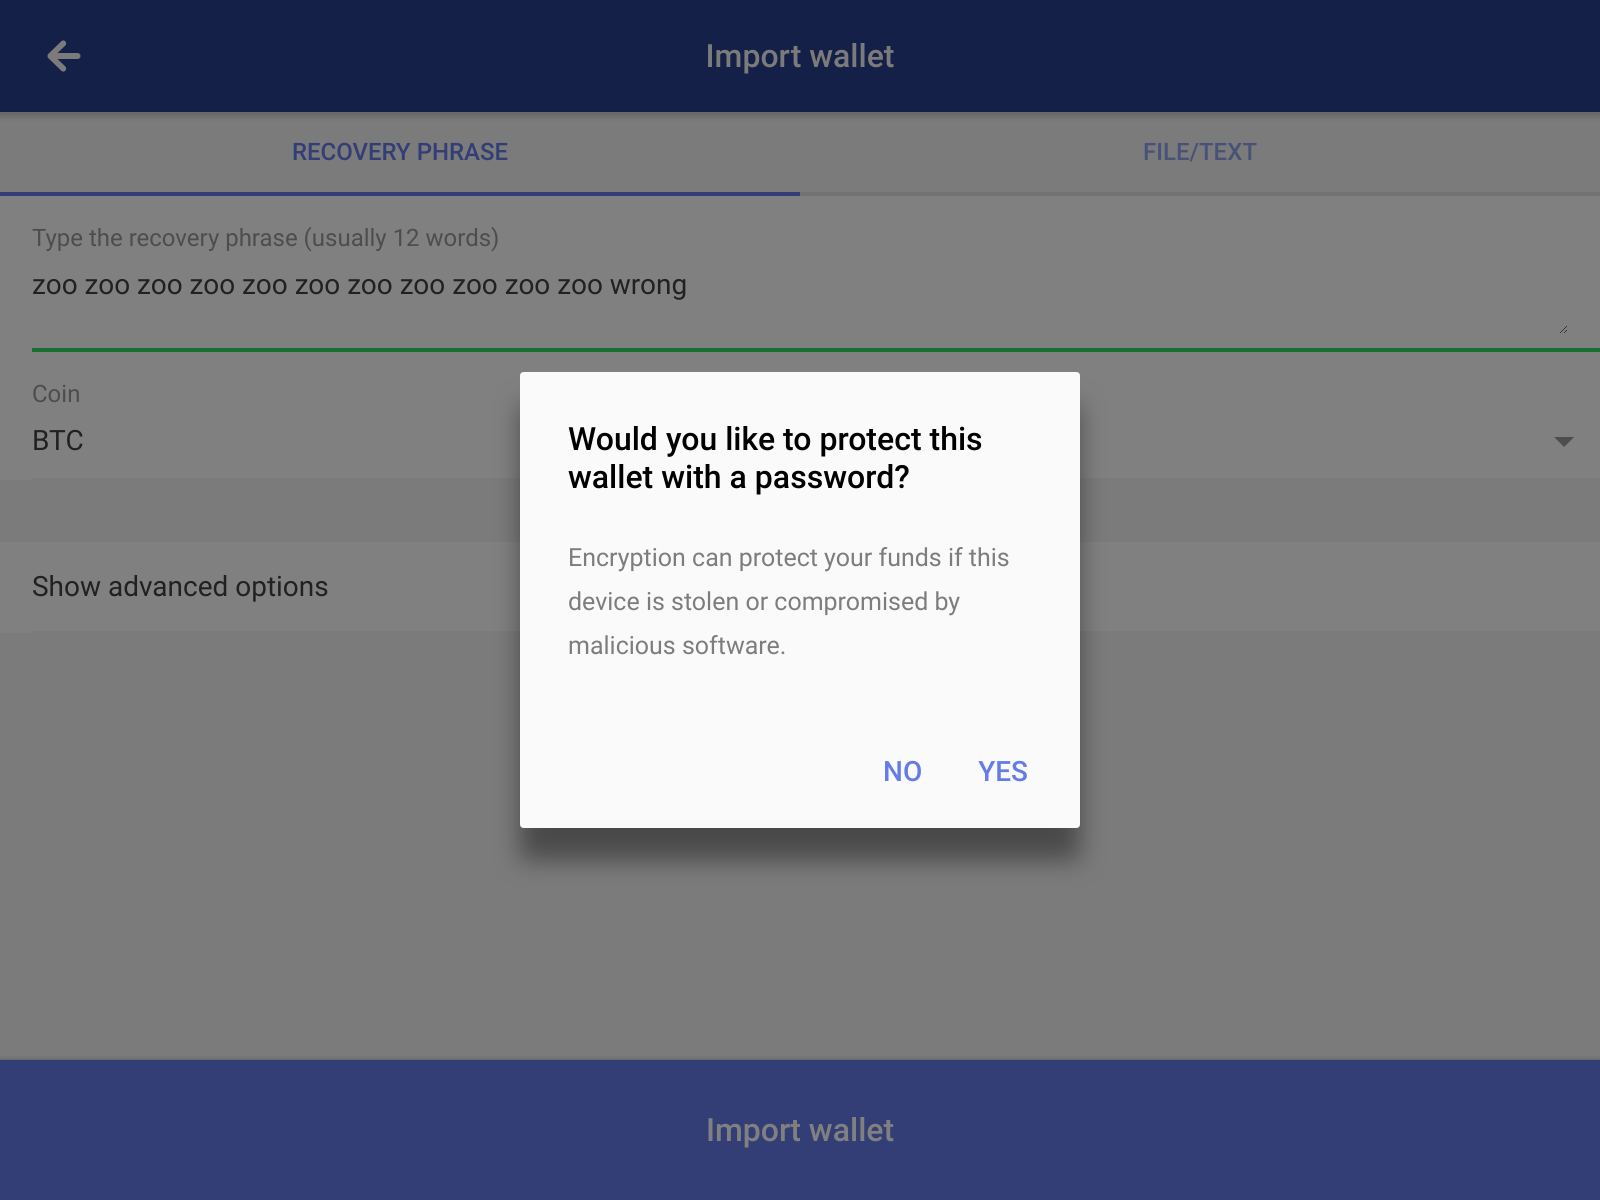 Import wallet
RECOVERY PHRASE
FILE/TEXT
Type the recovery phrase (usually 12 words)
zoo zoo zoo zoo zoo zoo zoo zoo zoo zoo zoo wrong
Coin
BTC
Show advanced options
Would you like to protect this
wallet with a password?
Encryption can protect your funds if this
device is stolen or compromised by
malicious software.
NO
YES
Import wallet